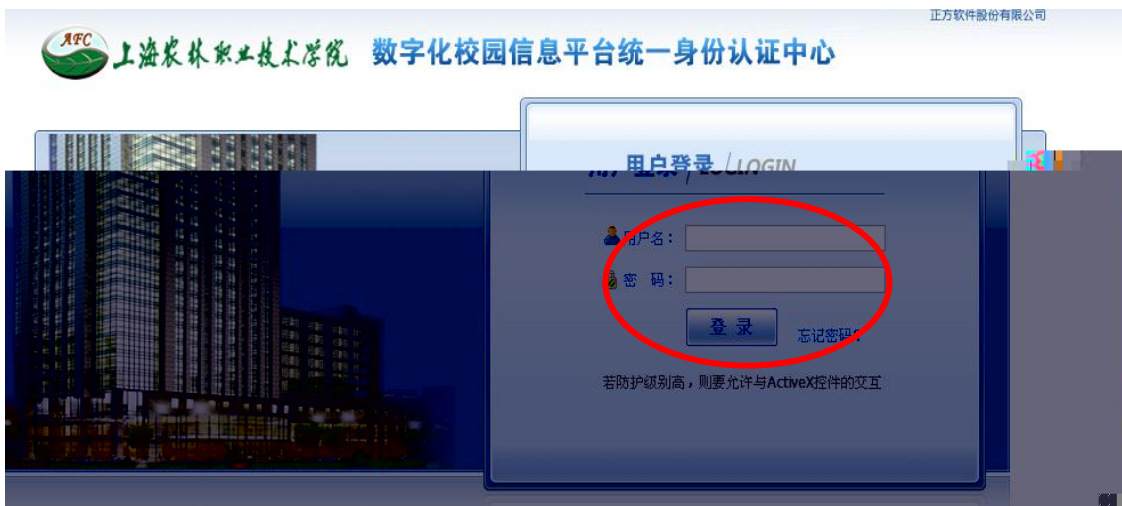 正方软件股份有限公司
AFC 上海农林职业技术学院 数字化校园信息平台统一身份认证中心
用户登录 LOGIN
用户名：
密 码：
登 录
忘记密码？
若防护级别高，则要允许与ActiveX控件的交互